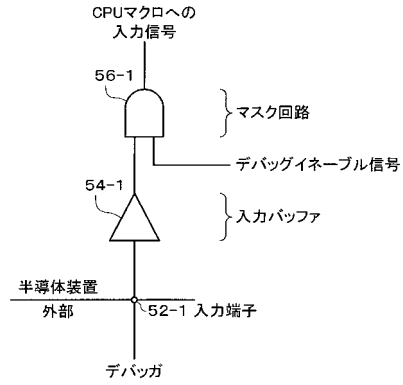 CPUマクロへの
入力信号
56-1
マスク回路
デバッグイネーブル信号
54-1
入力バッファ
半導体装置
外部
52-1 入力端子
デバッガ